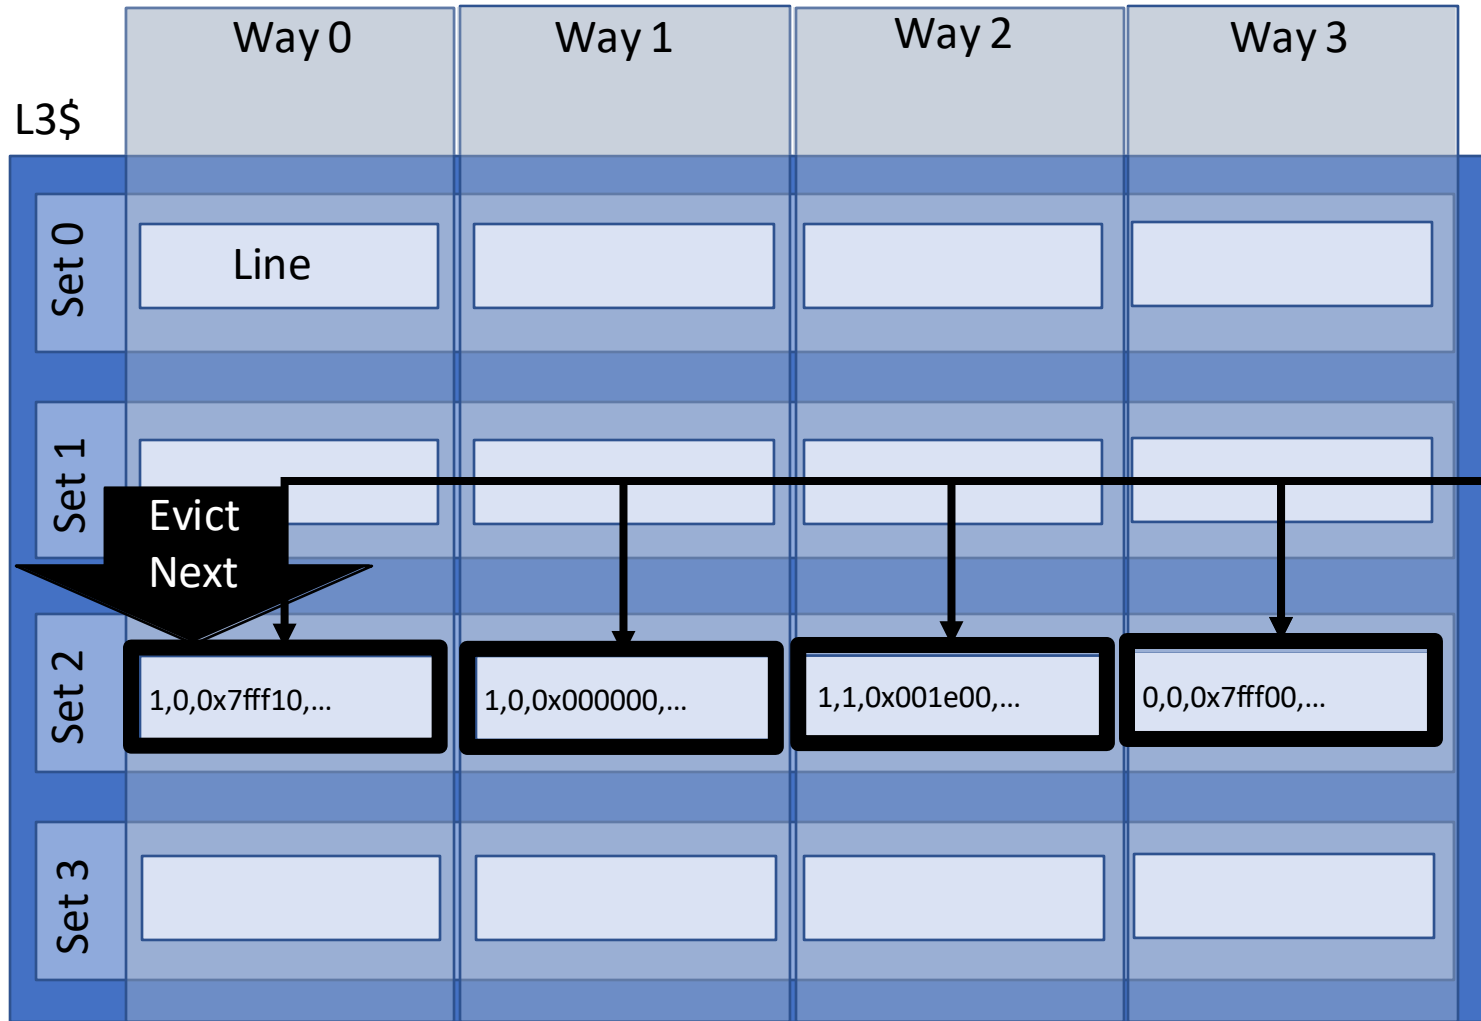 Way 0
Way 1
Way 2
Way 3
L3$
Set 0
Line
Set 1
Evict
Next
Set 2
1,0,0x7fff10,...
1,0,0x000000,...
1,1,0x001e00,...
0,0,0x7fff00,...
Set 3